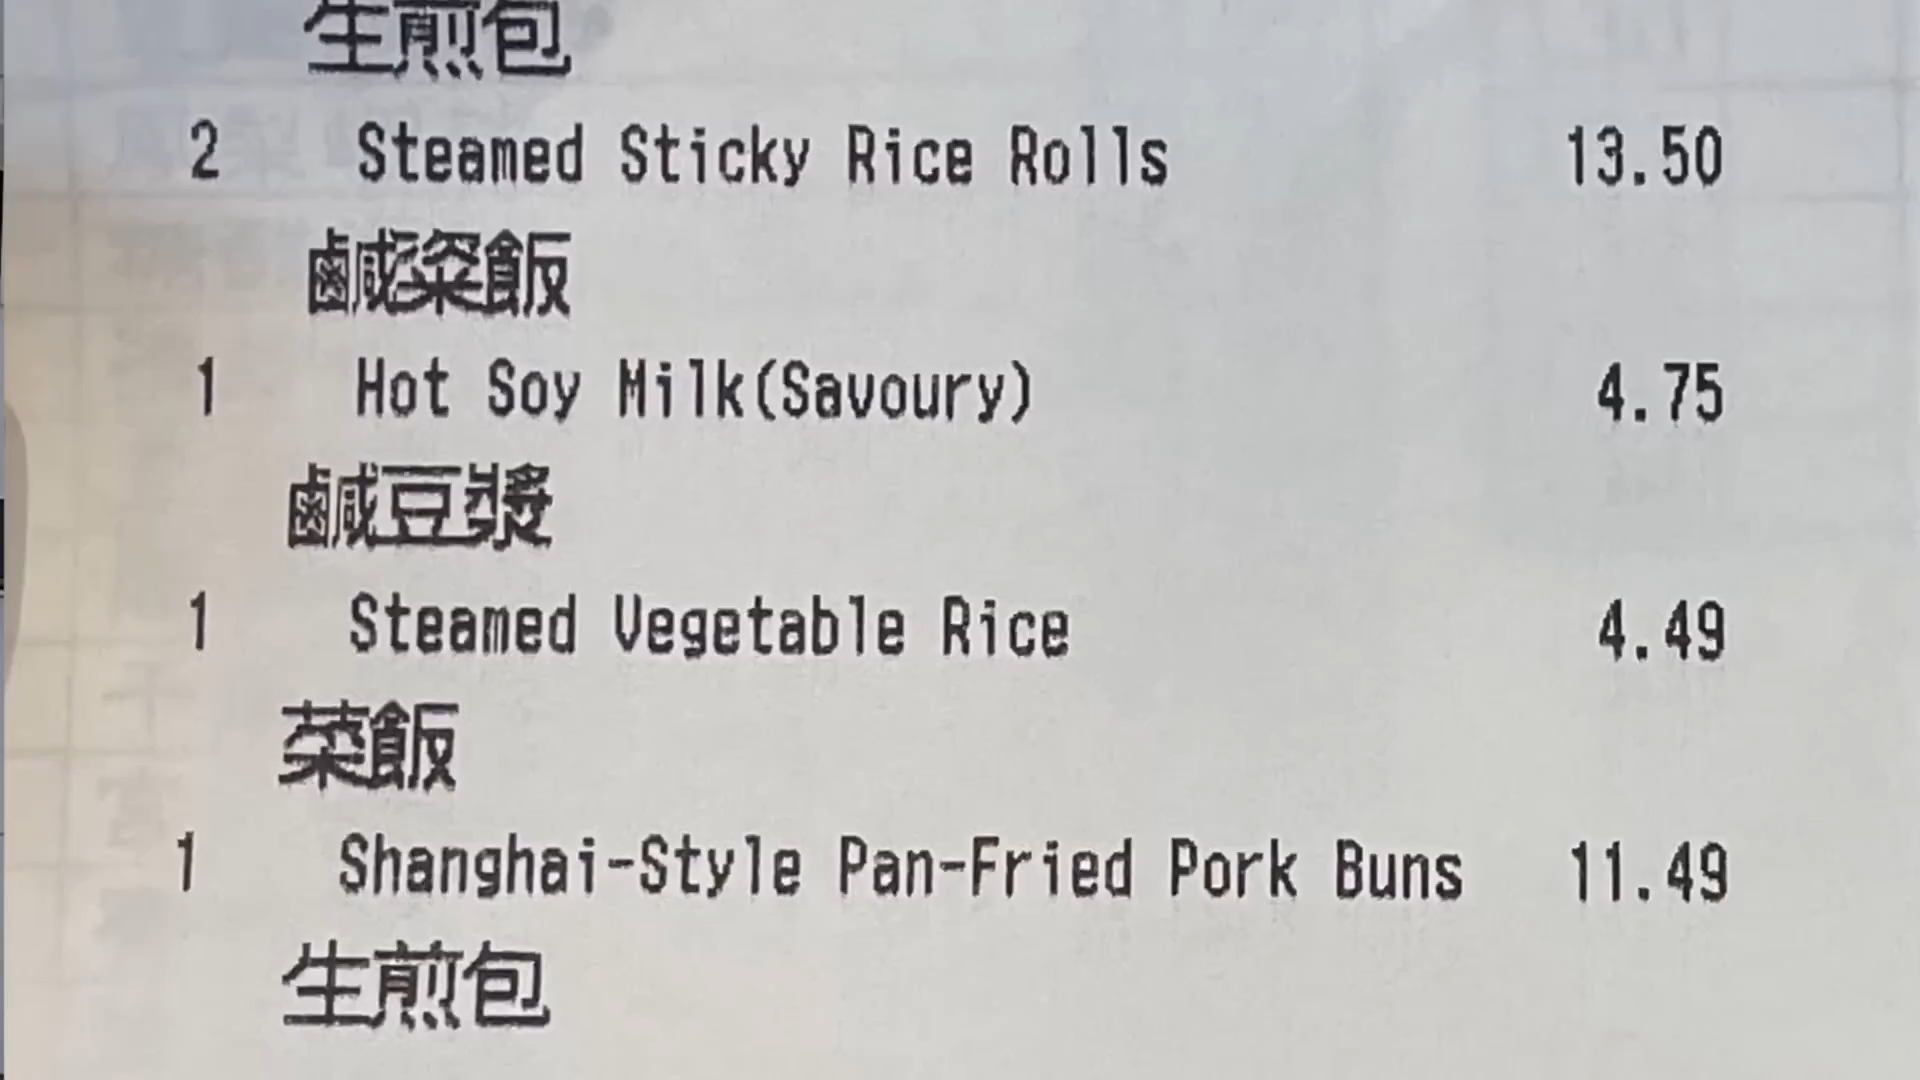 生煎包
2 Steamed Sticky Rice Rolls 13.50
鹹粢飯
1 Hot Soy Milk(Savoury) 4.75
鹹豆漿
1 Steamed Vegetable Rice 4.49
菜飯
1 Shanghai-Style Pan-Fried Pork Buns 11.49
生煎包